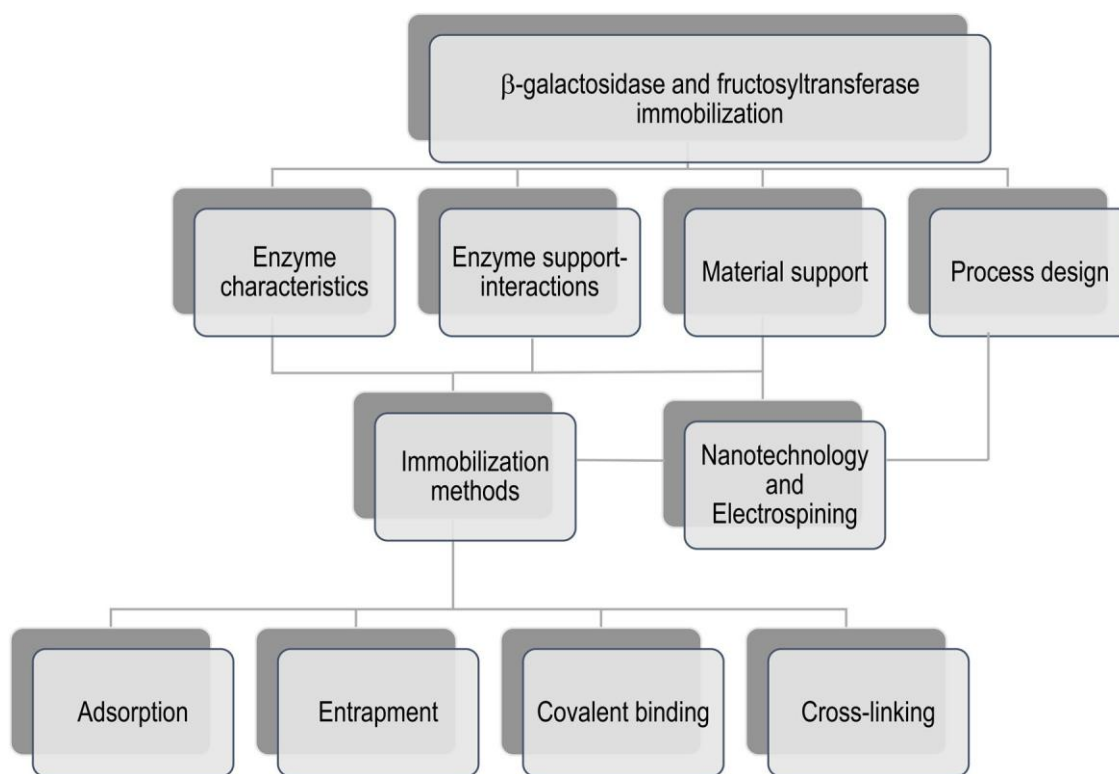 β-galactosidase and fructosyltransferase
immobilization
Enzyme
characteristics
Enzyme support-
interactions
Material support
Process design
Immobilization
methods
Nanotechnology
and
Electrospining
Adsorption
Entrapment
Covalent binding
Cross-linking